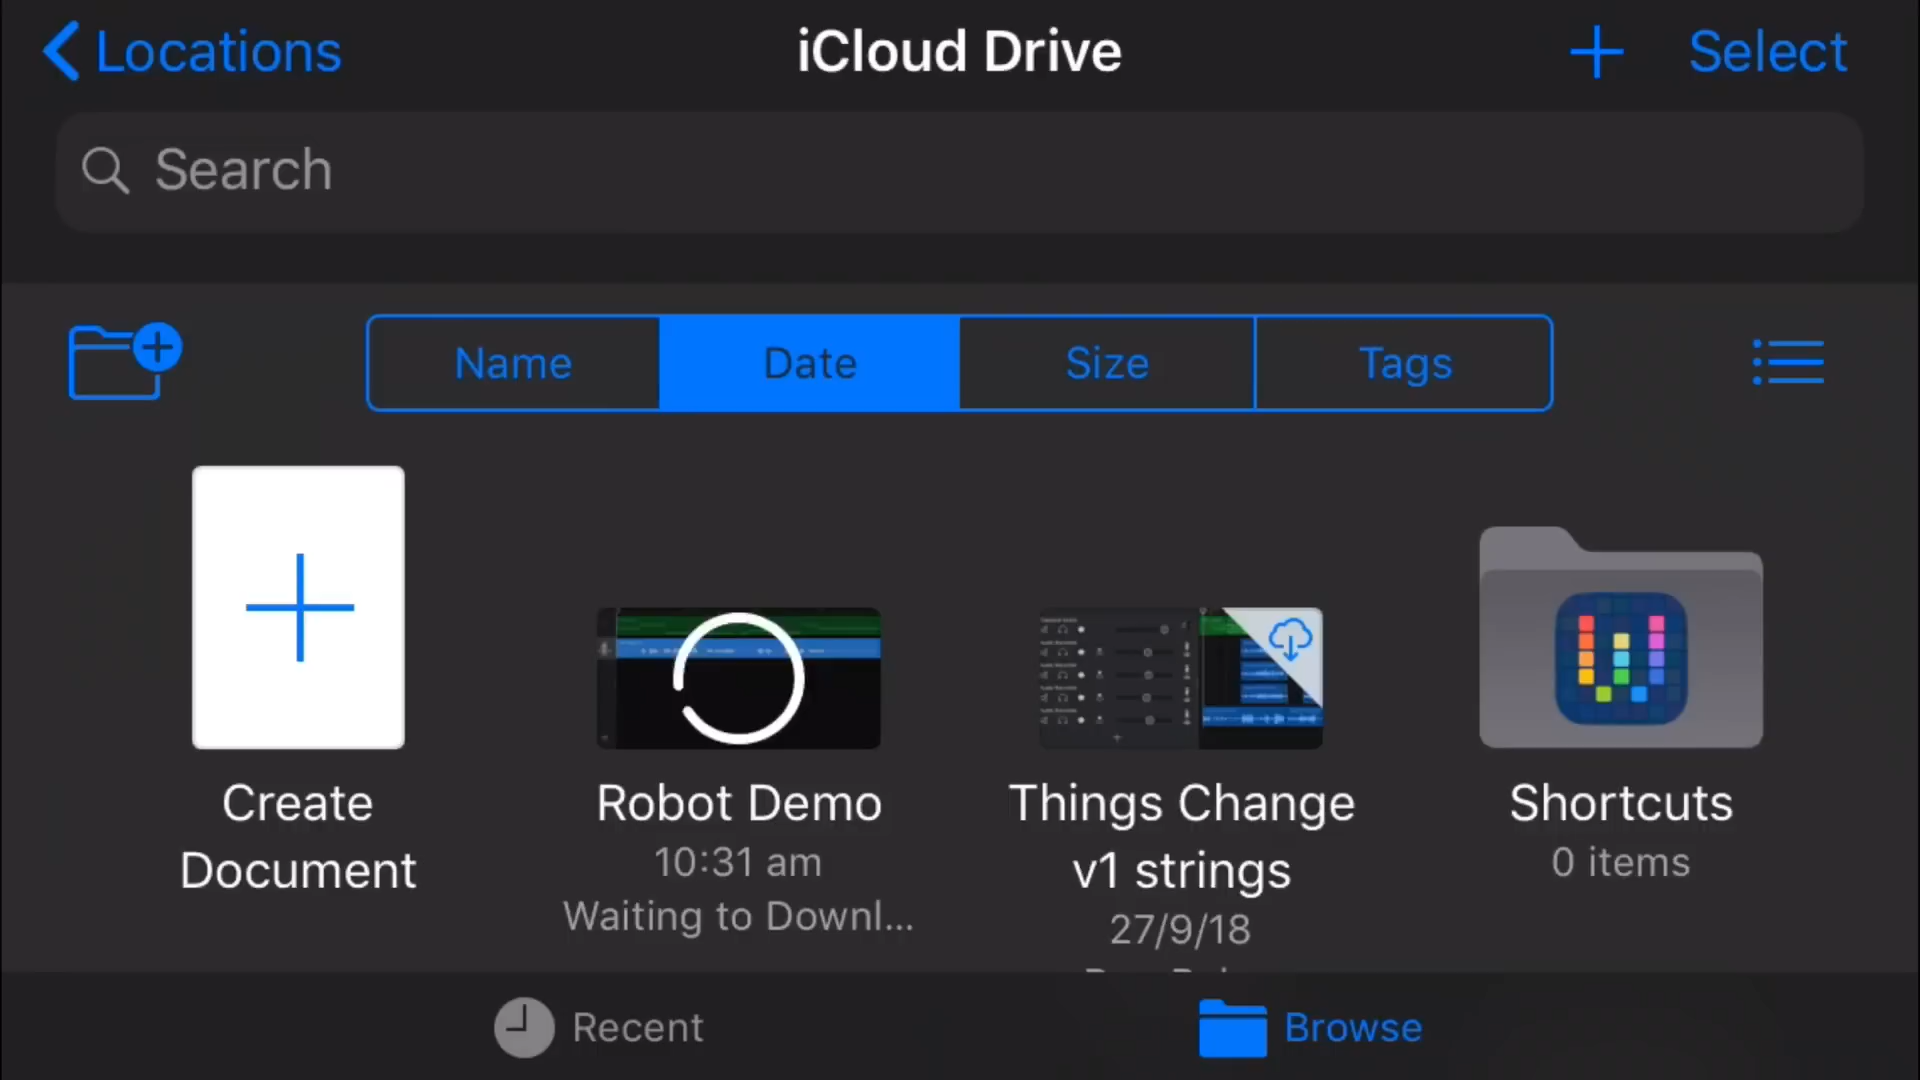 Locations
iCloud Drive
Select
Search
Name
Date
Size
Tags
Create
Document
Robot Demo
10:31 am
Waiting to Downl...
Things Change
v1 strings
27/9/18
Shortcuts
0 items
Recent
Browse